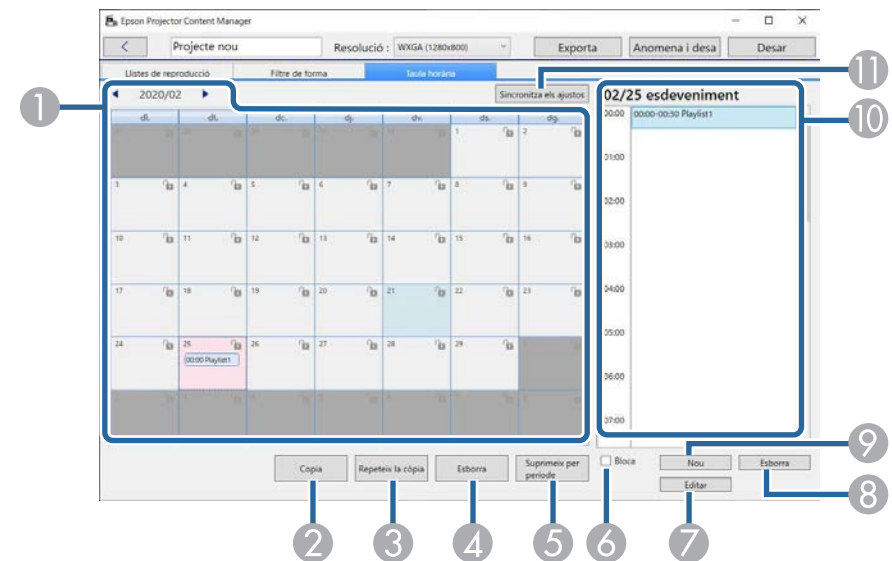 Epson Projector Content Manager
Projecte nou
Resolució : WXGA (1280x800)
Exporta
Anomena i desa
Desar
Llistes de reproducció
Filtre de forma
Taula horària
2020/02
Sincronitza els ajustos
02/25 esdeveniment
dl. dt. dc. dj. dv. ds. dg.
1 2
3 4 5 6 7 8 9
10 11 12 13 14 15 16
17 18 19 20 21 22 23
24 25 26 27 28 29
00:00 Playlist1
00:00 00:00-00:30 Playlist1
01:00
02:00
03:00
04:00
05:00
06:00
07:00
Copia
Repeteix la còpia
Esborra
Suprimeix per
període
Bloca
Nou
Esborra
Editar
1
2
3
4
5
6
7
8
9
10
11